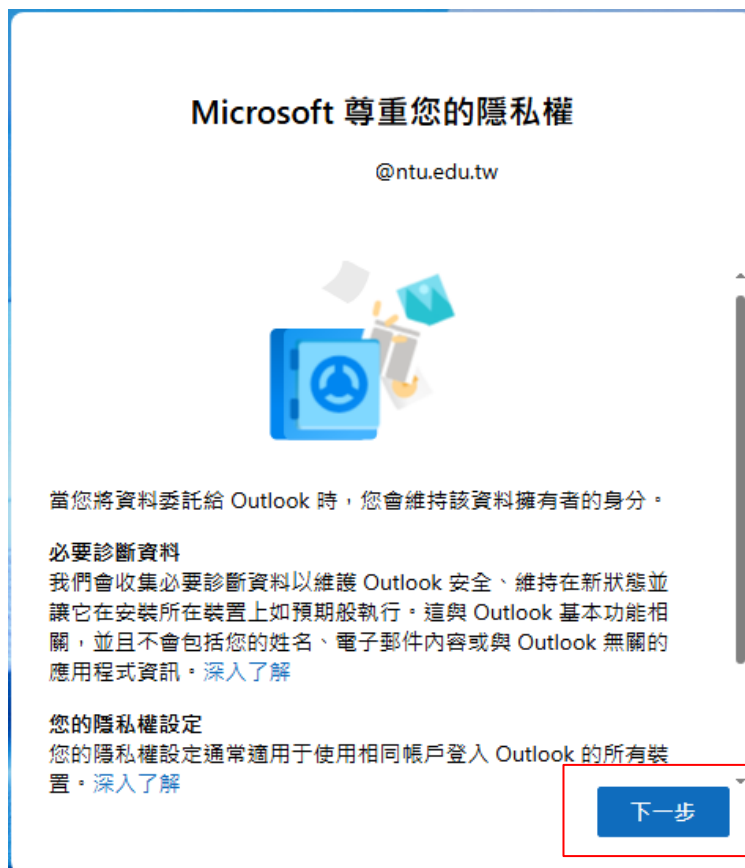 Microsoft 尊重您的隱私權
@ntu.edu.tw
當您將資料委託給 Outlook 時，您會維持該資料擁有者的身分。
必要診斷資料
我們會收集必要診斷資料以維護 Outlook 安全、維持在新狀態並
讓它在安裝所在裝置上如預期般執行。這與 Outlook 基本功能相
關，並且不會包括您的姓名、電子郵件內容或與 Outlook 無關的
應用程式資訊。深入了解
您的隱私權設定
您的隱私權設定通常適用于使用相同帳戶登入 Outlook 的所有裝
置。深入了解
下一步